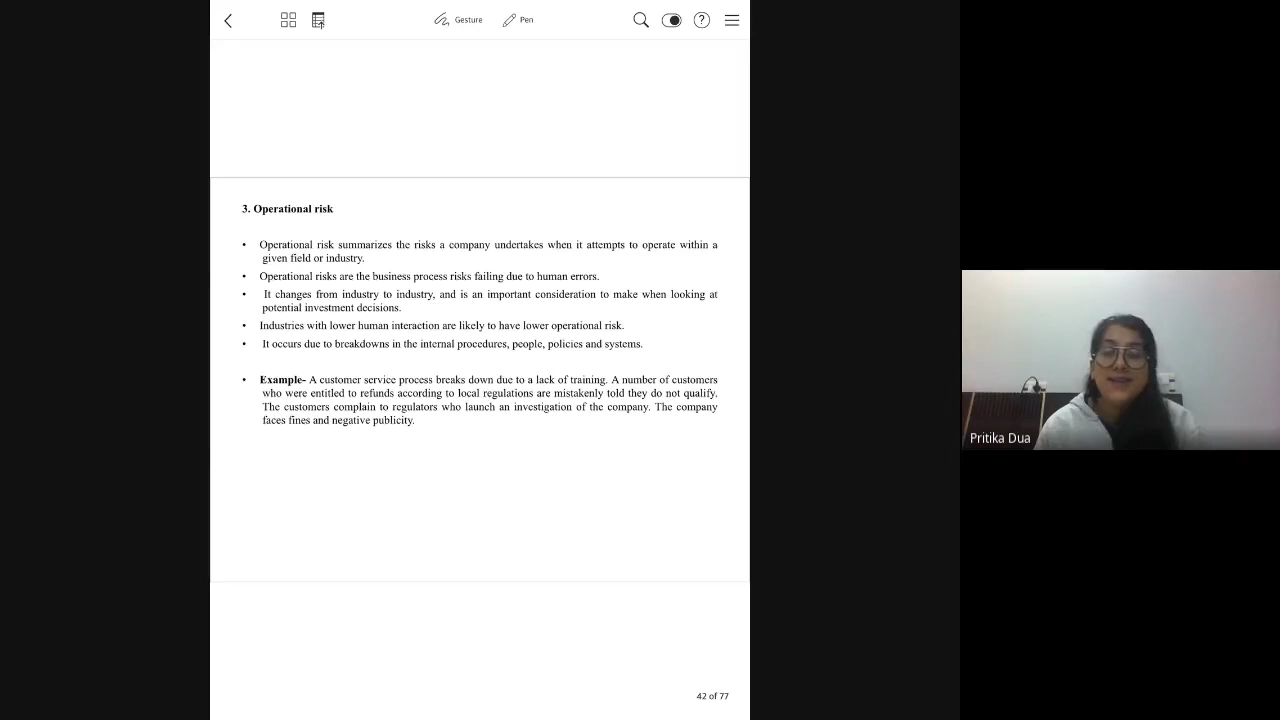 Gesture
Pen
3. Operational risk
• Operational risk summarizes the risks a company undertakes when it attempts to operate within a
given field or industry.
• Operational risks are the business process risks failing due to human errors.
• It changes from industry to industry, and is an important consideration to make when looking at
potential investment decisions.
• Industries with lower human interaction are likely to have lower operational risk.
• It occurs due to breakdowns in the internal procedures, people, policies and systems.
• Example- A customer service process breaks down due to a lack of training. A number of customers
who were entitled to refunds according to local regulations are mistakenly told they do not qualify.
The customers complain to regulators who launch an investigation of the company. The company
faces fines and negative publicity.
Pritika Dua
42 of 77